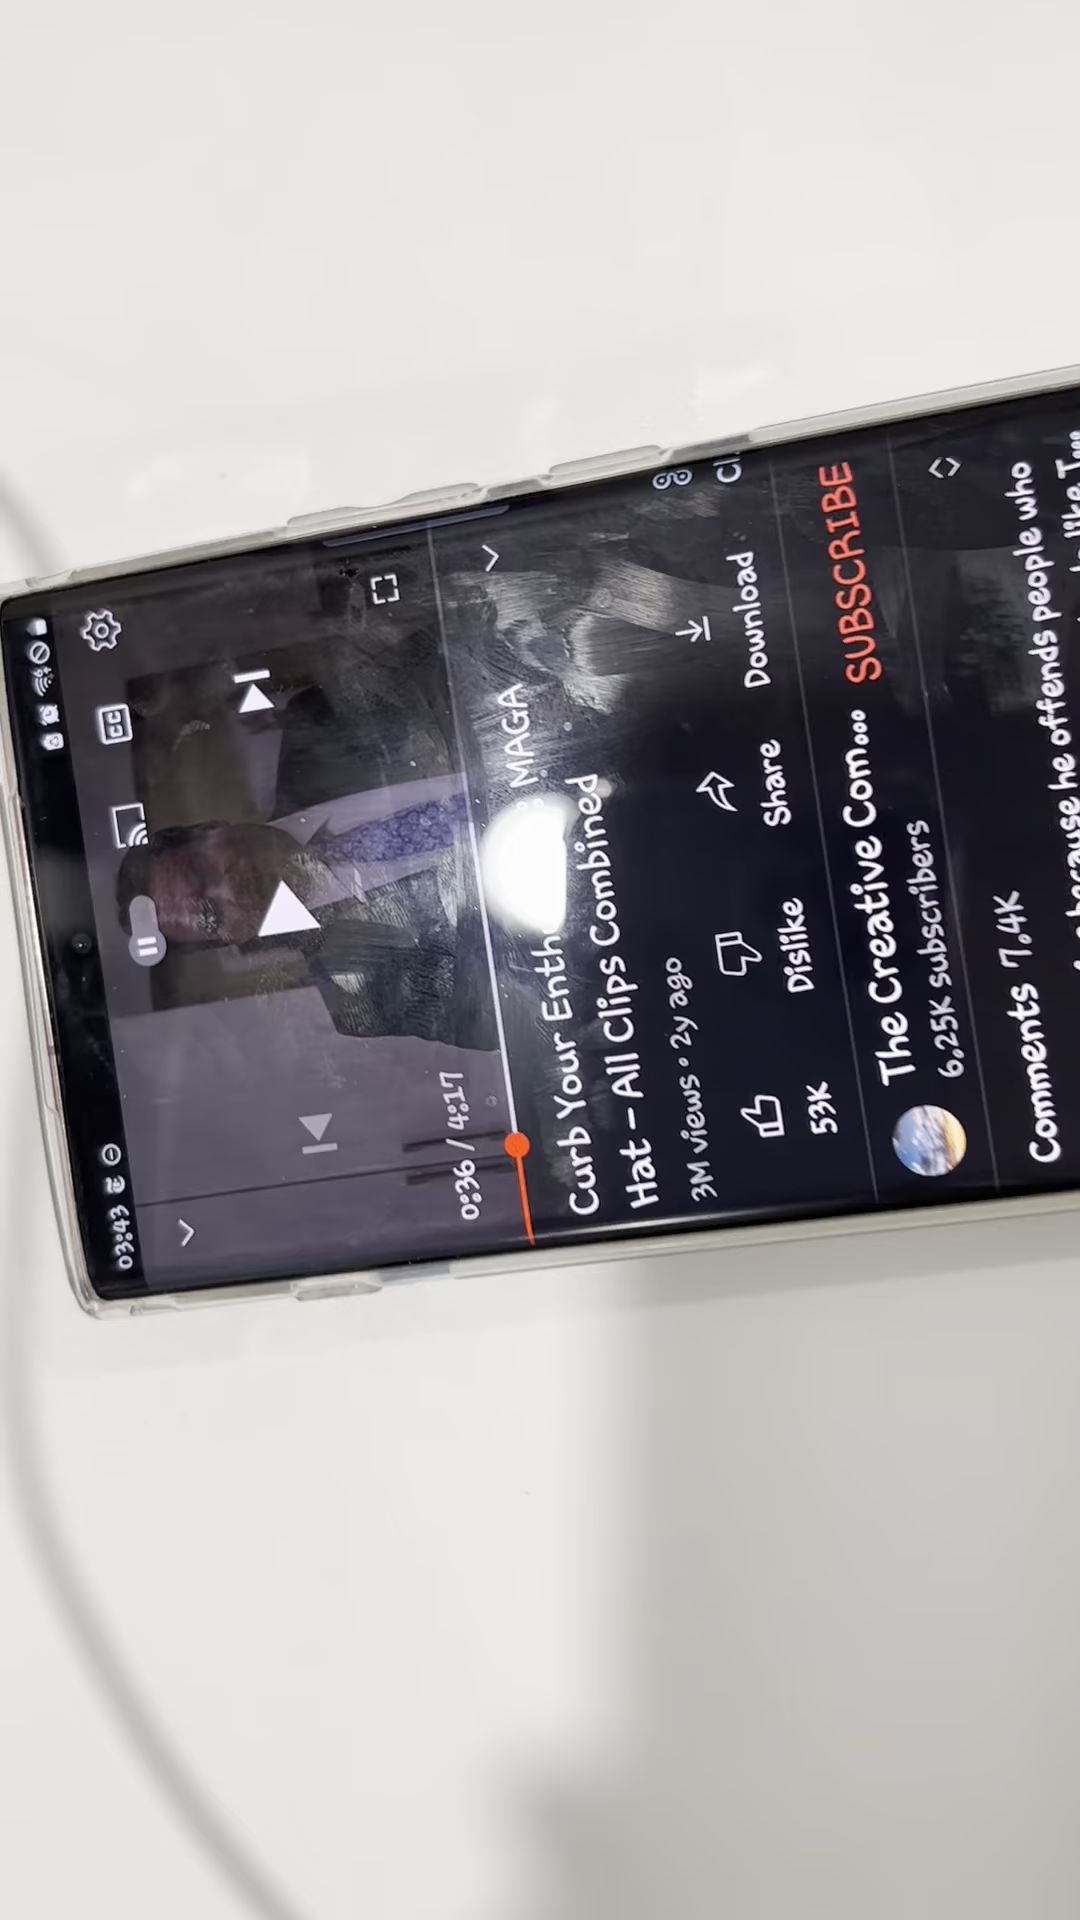 03:43
0:36 / 4:17
Curb Your Enth MAGA
Hat - All Clips Combined
3M views • 2y ago
53K
Dislike
Share
Download
The Creative Com...
6.25K subscribers
SUBSCRIBE
Comments 7.4K
because he offends people who